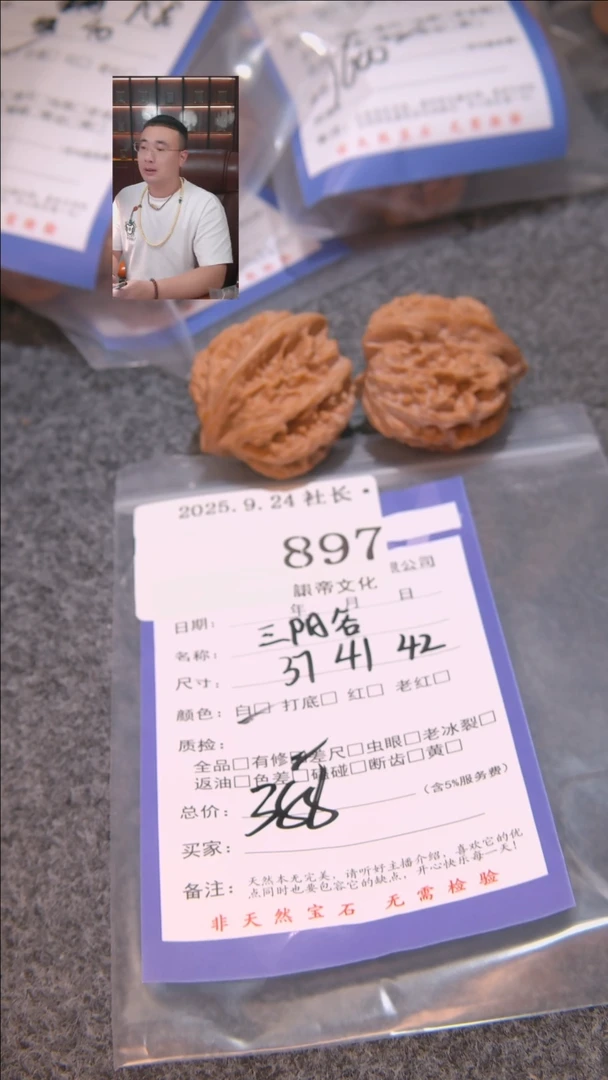 1600
2025.9.24 社长·
897
限公司
韻帝文化
年 月 日
日期：
名称： 三阳谷
尺寸： 37 41 42
颜色： 白□ 打底□ 红□ 老红□
质检：
全品□有修□差尺□虫眼□老冰裂□
返油□色差□磕碰□断齿□黄□
总价： 368 （含5%服务费）
买家：
备注： 天然本无完美，请听好主播介绍，喜欢它的优
点同时也要包容它的缺点，开心快乐每一天！
非天然宝石 无需检验